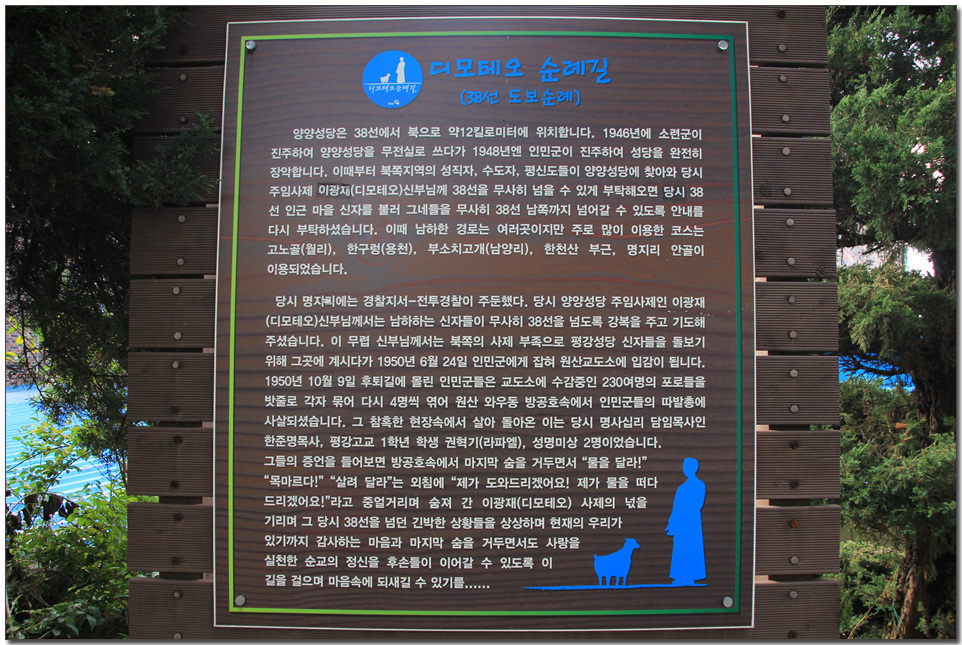 디모테오순례길
디모테오 순례길
(38선 도보순례)
양양성당은 38선에서 북으로 약12킬로미터에 위치합니다. 1946년에 소련군이
진주하여 양양성당을 무전실로 쓰다가 1948년엔 인민군이 진주하여 성당을 완전히
장악합니다. 이때부터 북쪽지역의 성직자, 수도자, 평신도들이 양양성당에 찾아와 당시
주임사제 이광재(디모테오)신부님께 38선을 무사히 넘을 수 있게 부탁해오면 당시 38
선 인근 마을 신자를 불러 그네들을 무사히 38선 남쪽까지 넘어갈 수 있도록 안내를
다시 부탁하셨습니다. 이때 남하한 경로는 여러곳이지만 주로 많이 이용한 코스는
고노골(월리), 한구렁(용천), 부소치고개(남양리), 한천산 부근, 명지리 안골이
이용되었습니다.
당시 명지리에는 경찰지서-전투경찰이 주둔했다. 당시 양양성당 주임사제인 이광재
(디모테오)신부님께서는 남하하는 신자들이 무사히 38선을 넘도록 강복을 주고 기도해
주셨습니다. 이 무렵 신부님께서는 북쪽의 사제 부족으로 평강성당 신자들을 돌보기
위해 그곳에 계시다가 1950년 6월 24일 인민군에게 잡혀 원산교도소에 입감이 됩니다.
1950년 10월 9일 후퇴길에 몰린 인민군들은 교도소에 수감중인 230여명의 포로들을
밧줄로 각자 묶어 다시 4명씩 엮어 원산 와우동 방공호속에서 인민군들의 따발총에
사살되셨습니다. 그 참혹한 현장속에서 살아 돌아온 이는 당시 명사십리 담임목사인
한준명목사, 평강고교 1학년 학생 권혁기(라파엘), 성명미상 2명이었습니다.
그들의 증언을 들어보면 방공호속에서 마지막 숨을 거두면서 “물을 달라!”
“목마르다!” “살려 달라”는 외침에 “제가 도와드리겠어요! 제가 물을 떠다
드리겠어요!”라고 중얼거리며 숨져 간 이광재(디모테오) 사제의 넋을
기리며 그 당시 38선을 넘던 긴박한 상황들을 상상하며 현재의 우리가
있기까지 감사하는 마음과 마지막 숨을 거두면서도 사랑을
실천한 순교의 정신을 후손들이 이어갈 수 있도록 이
길을 걸으며 마음속에 되새길 수 있기를......